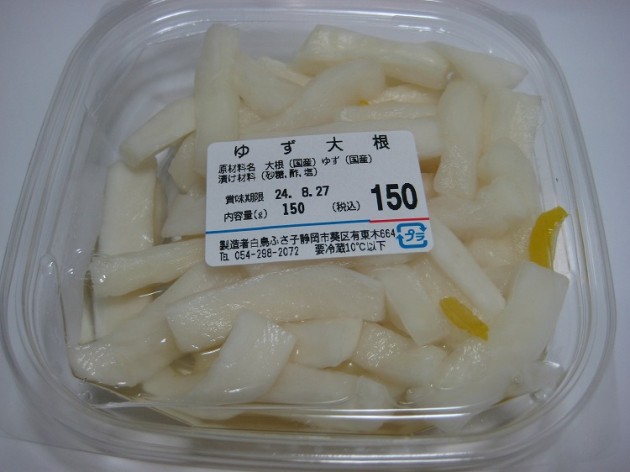 ゆず大根
原材料名 大根(国産)ゆず(国産)
漬け材料(砂糖,酢,塩)
賞味期限 24. 8.27
内容量(g) 150 (税込) 150
製造者白鳥ふさ子静岡市葵区有東木664
℡ 054-298-2072 要冷蔵10℃以下
プラ